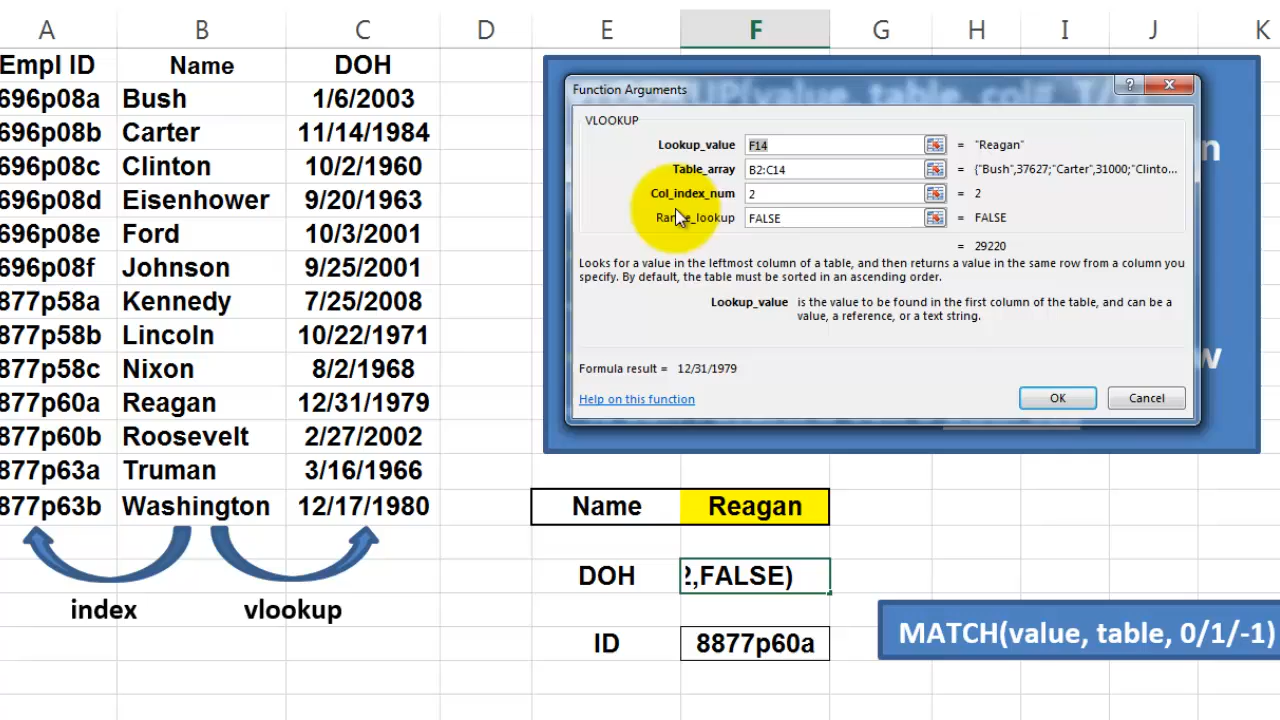 A B C D E F G H I J K
Empl ID Name DOH
696p08a Bush 1/6/2003
696p08b Carter 11/14/1984
696p08c Clinton 10/2/1960
696p08d Eisenhower 9/20/1963
696p08e Ford 10/3/2001
696p08f Johnson 9/25/2001
877p58a Kennedy 7/25/2008
877p58b Lincoln 10/22/1971
877p58c Nixon 8/2/1968
877p60a Reagan 12/31/1979
877p60b Roosevelt 2/27/2002
877p63a Truman 3/16/1966
877p63b Washington 12/17/1980
index vlookup
Function Arguments
VLOOKUP
Lookup_value F14 = "Reagan"
Table_array B2:C14 = {"Bush",37627;"Carter",31000;"Clinto...
Col_index_num 2 = 2
Range_lookup FALSE = FALSE
= 29220
Looks for a value in the leftmost column of a table, and then returns a value in the same row from a column you
specify. By default, the table must be sorted in an ascending order.
Lookup_value is the value to be found in the first column of the table, and can be a
value, a reference, or a text string.
Formula result = 12/31/1979
Help on this function OK Cancel
Name Reagan
DOH 2,FALSE)
ID 8877p60a
MATCH(value, table, 0/1/-1)